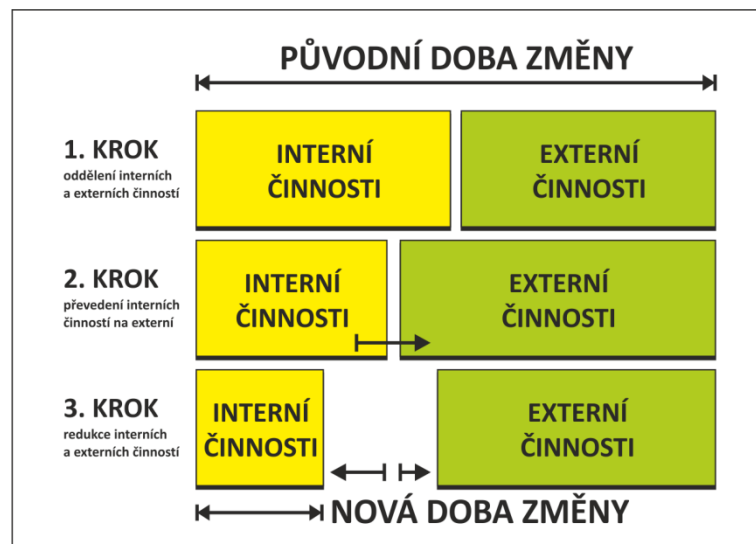 PŮVODNÍ DOBA ZMĚNY
1. KROK
oddělení interních
a externích činností
INTERNÍ
ČINNOSTI
EXTERNÍ
ČINNOSTI
2. KROK
převedení interních
činností na externí
INTERNÍ
ČINNOSTI
EXTERNÍ
ČINNOSTI
3. KROK
redukce interních
a externích činností
INTERNÍ
ČINNOSTI
EXTERNÍ
ČINNOSTI
NOVÁ DOBA ZMĚNY